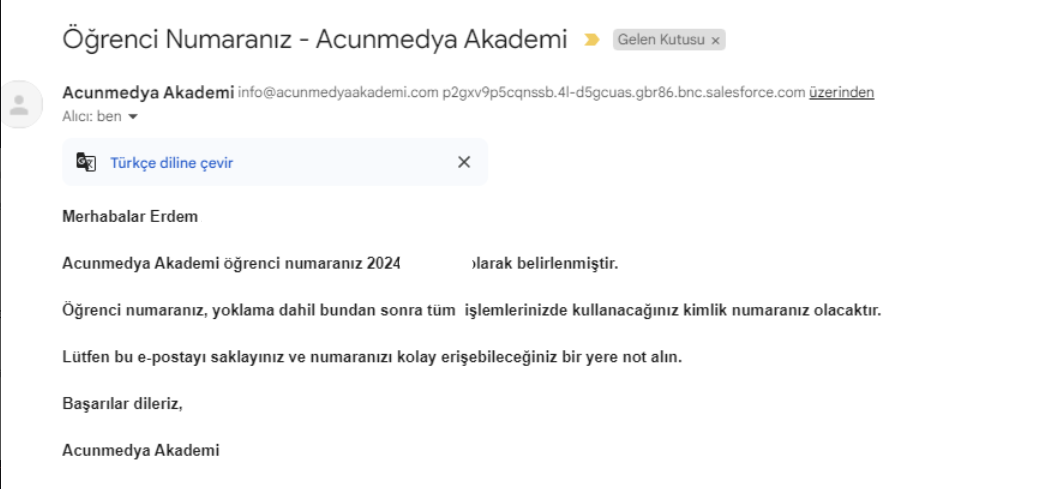 Öğrenci Numaranız - Acunmedya Akademi Gelen Kutusu ×
Acunmedya Akademi info@acunmedyaakademi.com p2gxv9p5cqnssb.4l-d5gcuas.gbr86.bnc.salesforce.com üzerinden
Alıcı: ben
Türkçe diline çevir
Merhabalar Erdem
Acunmedya Akademi öğrenci numaranız 2024 larak belirlenmiştir.
Öğrenci numaranız, yoklama dahil bundan sonra tüm işlemlerinizde kullanacağınız kimlik numaranız olacaktır.
Lütfen bu e-postayı saklayınız ve numaranızı kolay erişebileceğiniz bir yere not alın.
Başarılar dileriz,
Acunmedya Akademi